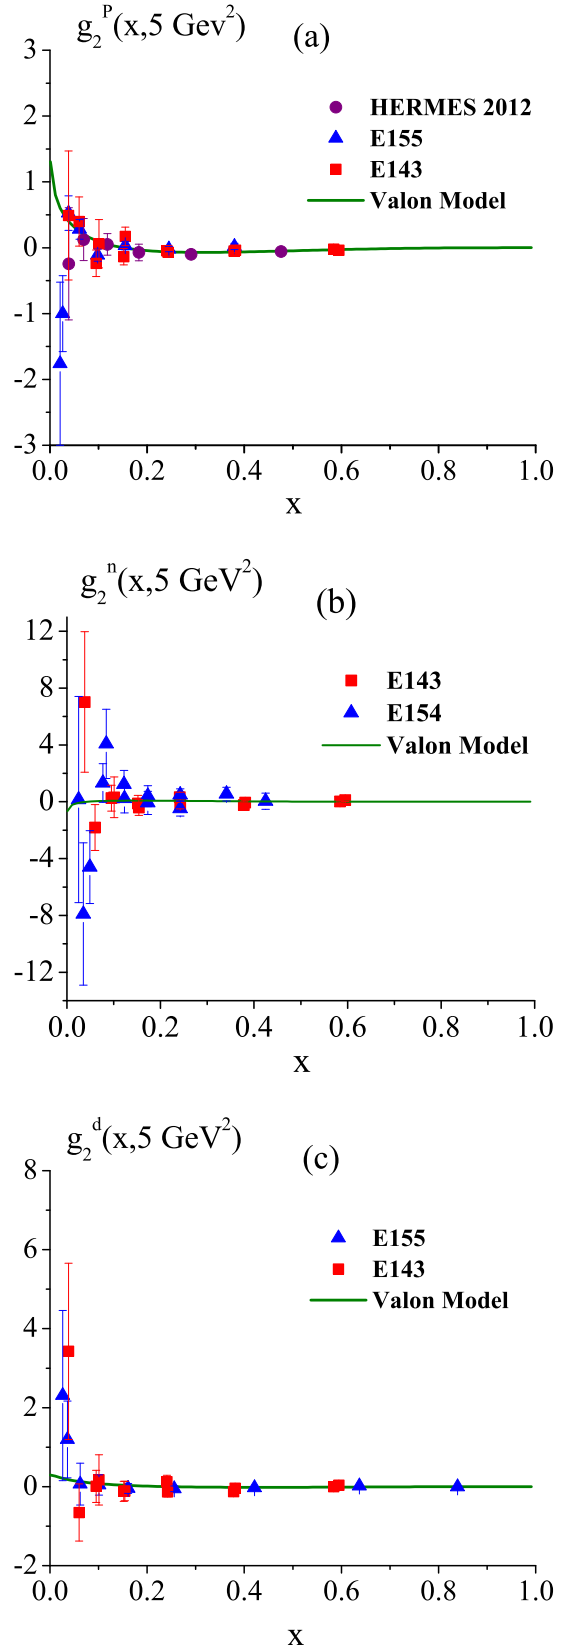 g₂ᴾ(x,5 Gev²)
(a)
HERMES 2012
E155
E143
Valon Model
3
2
1
0
-1
-2
-3
0.0 0.2 0.4 0.6 0.8 1.0
x
g₂ⁿ(x,5 GeV²)
(b)
E143
E154
Valon Model
12
8
4
0
-4
-8
-12
0.0 0.2 0.4 0.6 0.8 1.0
x
g₂ᵈ(x,5 GeV²)
(c)
E155
E143
Valon Model
8
6
4
2
0
-2
0.0 0.2 0.4 0.6 0.8 1.0
x